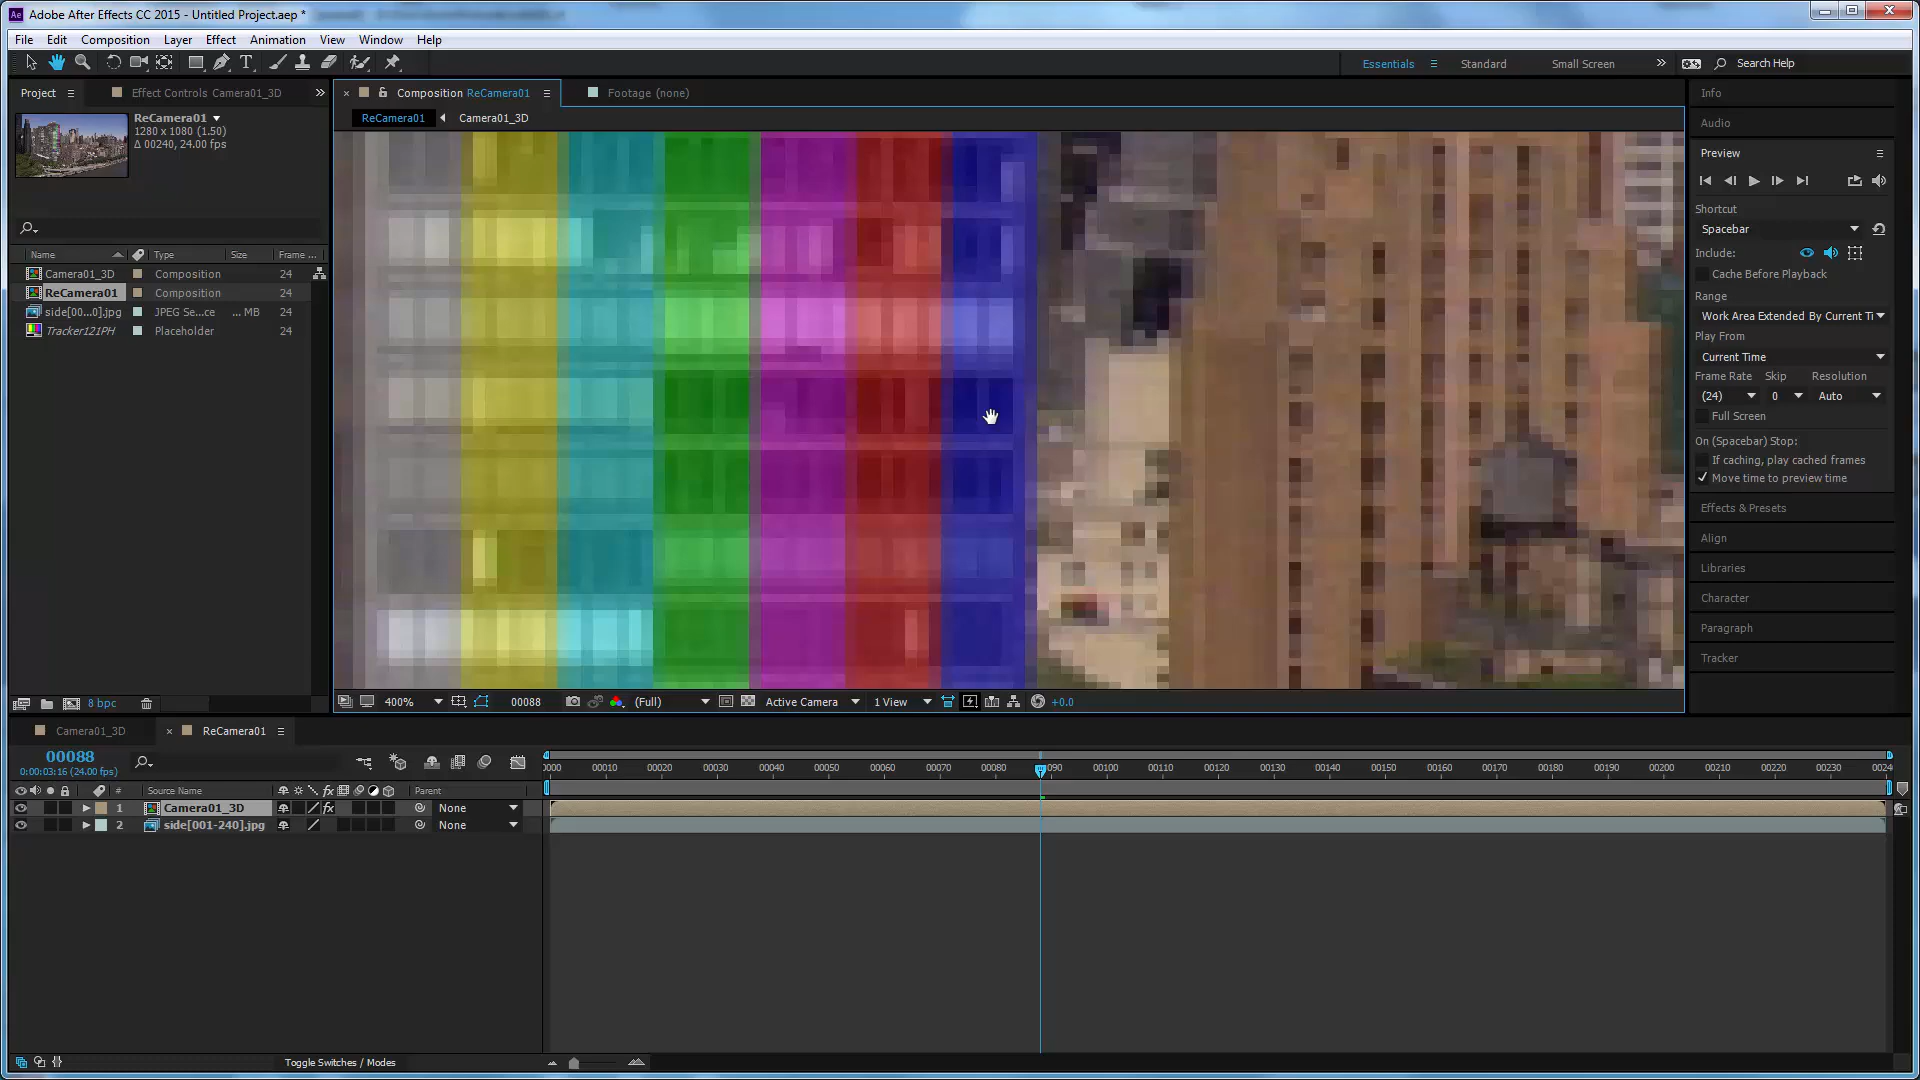 Adobe After Effects CC 2015 - Untitled Project.aep *
File Edit Composition Layer Effect Animation View Window Help
Essentials Standard Small Screen Search Help
Project Effect Controls Camera01_3D
Composition ReCamera01 Footage (none)
ReCamera01 Camera01_3D
ReCamera01
1280 x 1080 (1.50)
Δ 00240, 24.00 fps
Name Type Size Frame ...
Camera01_3D Composition 24
ReCamera01 Composition 24
side[00...0].jpg JPEG Se...ce ... MB 24
Tracker121PH Placeholder 24
8 bpc
400% 00088 (Full) Active Camera 1 View +0.0
Info
Audio
Preview
Shortcut
Spacebar
Include:
Cache Before Playback
Range
Work Area Extended By Current Ti
Play From
Current Time
Frame Rate Skip Resolution
(24) 0 Auto
Full Screen
On (Spacebar) Stop:
If caching, play cached frames
Move time to preview time
Effects & Presets
Align
Libraries
Character
Paragraph
Tracker
Camera01_3D ReCamera01
00088
0:00:03:16 (24.00 fps)
0000 00010 00020 00030 00040 00050 00060 00070 00080 090 00100 00110 00120 00130 00140 00150 00160 00170 00180 00190 00200 00210 00220 00230 0024
# Source Name fx Parent
1 Camera01_3D fx None
2 side[001-240].jpg None
Toggle Switches / Modes